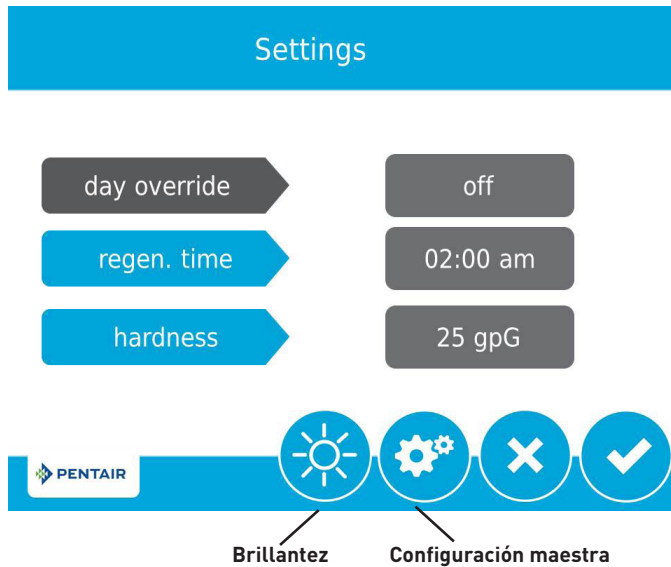 Settings
day override off
regen. time 02:00 am
hardness 25 gpG
PENTAIR
Brillantez Configuración maestra